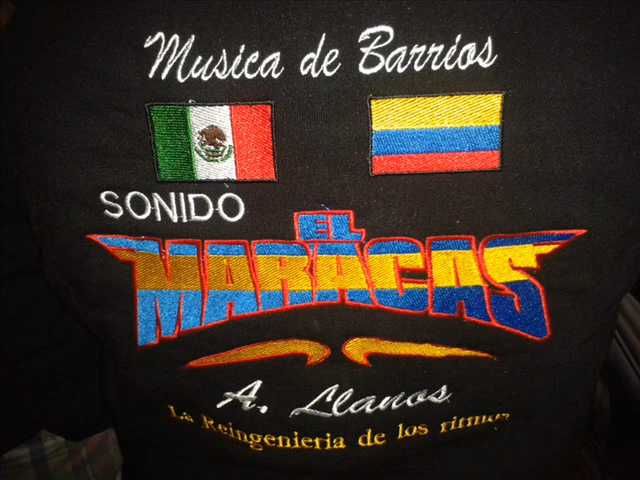 Musica de Barrios
SONIDO
EL
MARACAS
A. Llanos
La Reingenieria de los ritmos